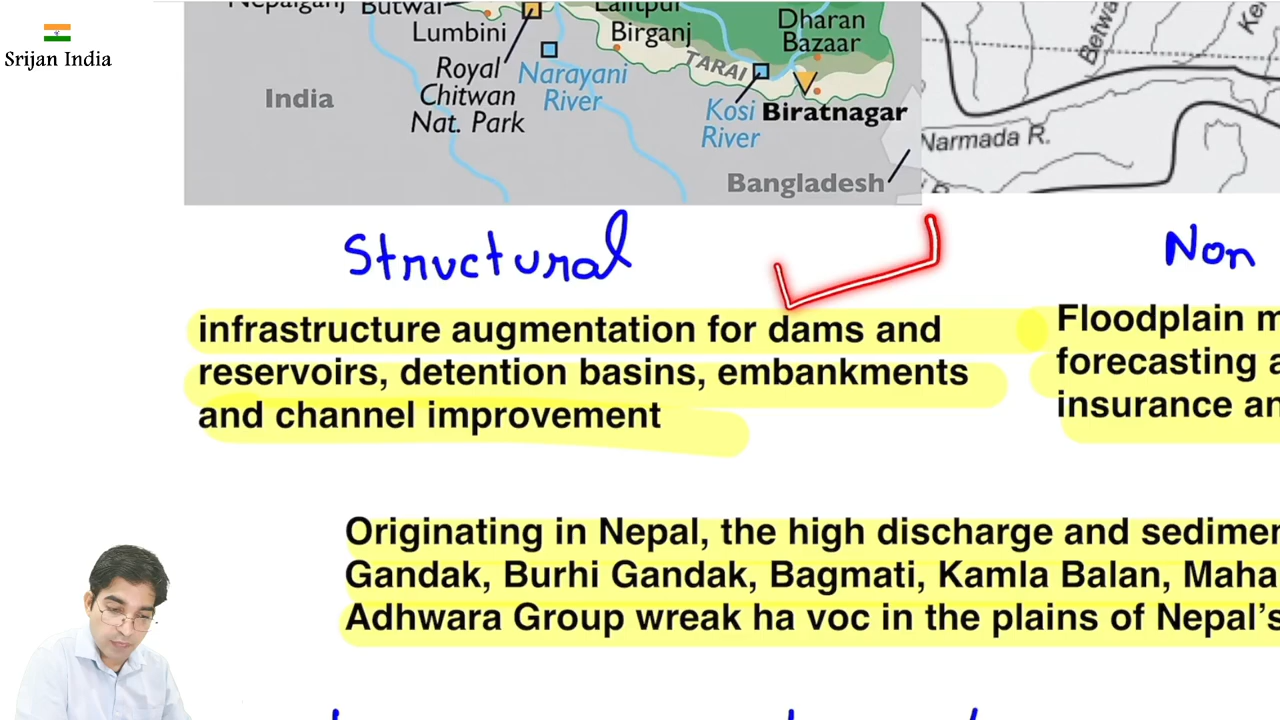 Srijan India
Nepalganj Butwal
Lumbini
Royal
Chitwan
Nat. Park
Narayani
River
India
Lalitpur
Birganj
TARAI
Dharan
Bazaar
Kosi
River
Biratnagar
Bangladesh
Betwa
Narmada R.
Structural
Non
infrastructure augmentation for dams and
reservoirs, detention basins, embankments
and channel improvement
Floodplain m
forecasting a
insurance an
Originating in Nepal, the high discharge and sedimen
Gandak, Burhi Gandak, Bagmati, Kamla Balan, Maha
Adhwara Group wreak ha voc in the plains of Nepal's